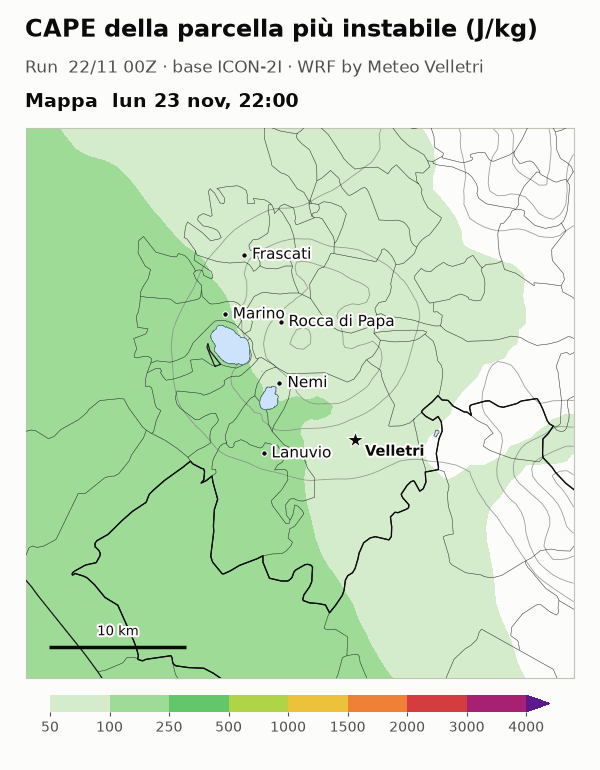 CAPE della parcella più instabile (J/kg)
Run  22/11 00Z · base ICON-2I · WRF by Meteo Velletri
Mappa  lun 23 nov, 22:00
Frascati
Marino
Rocca di Papa
Nemi
Velletri
Lanuvio
10 km
50 100 250 500 1000 1500 2000 3000 4000